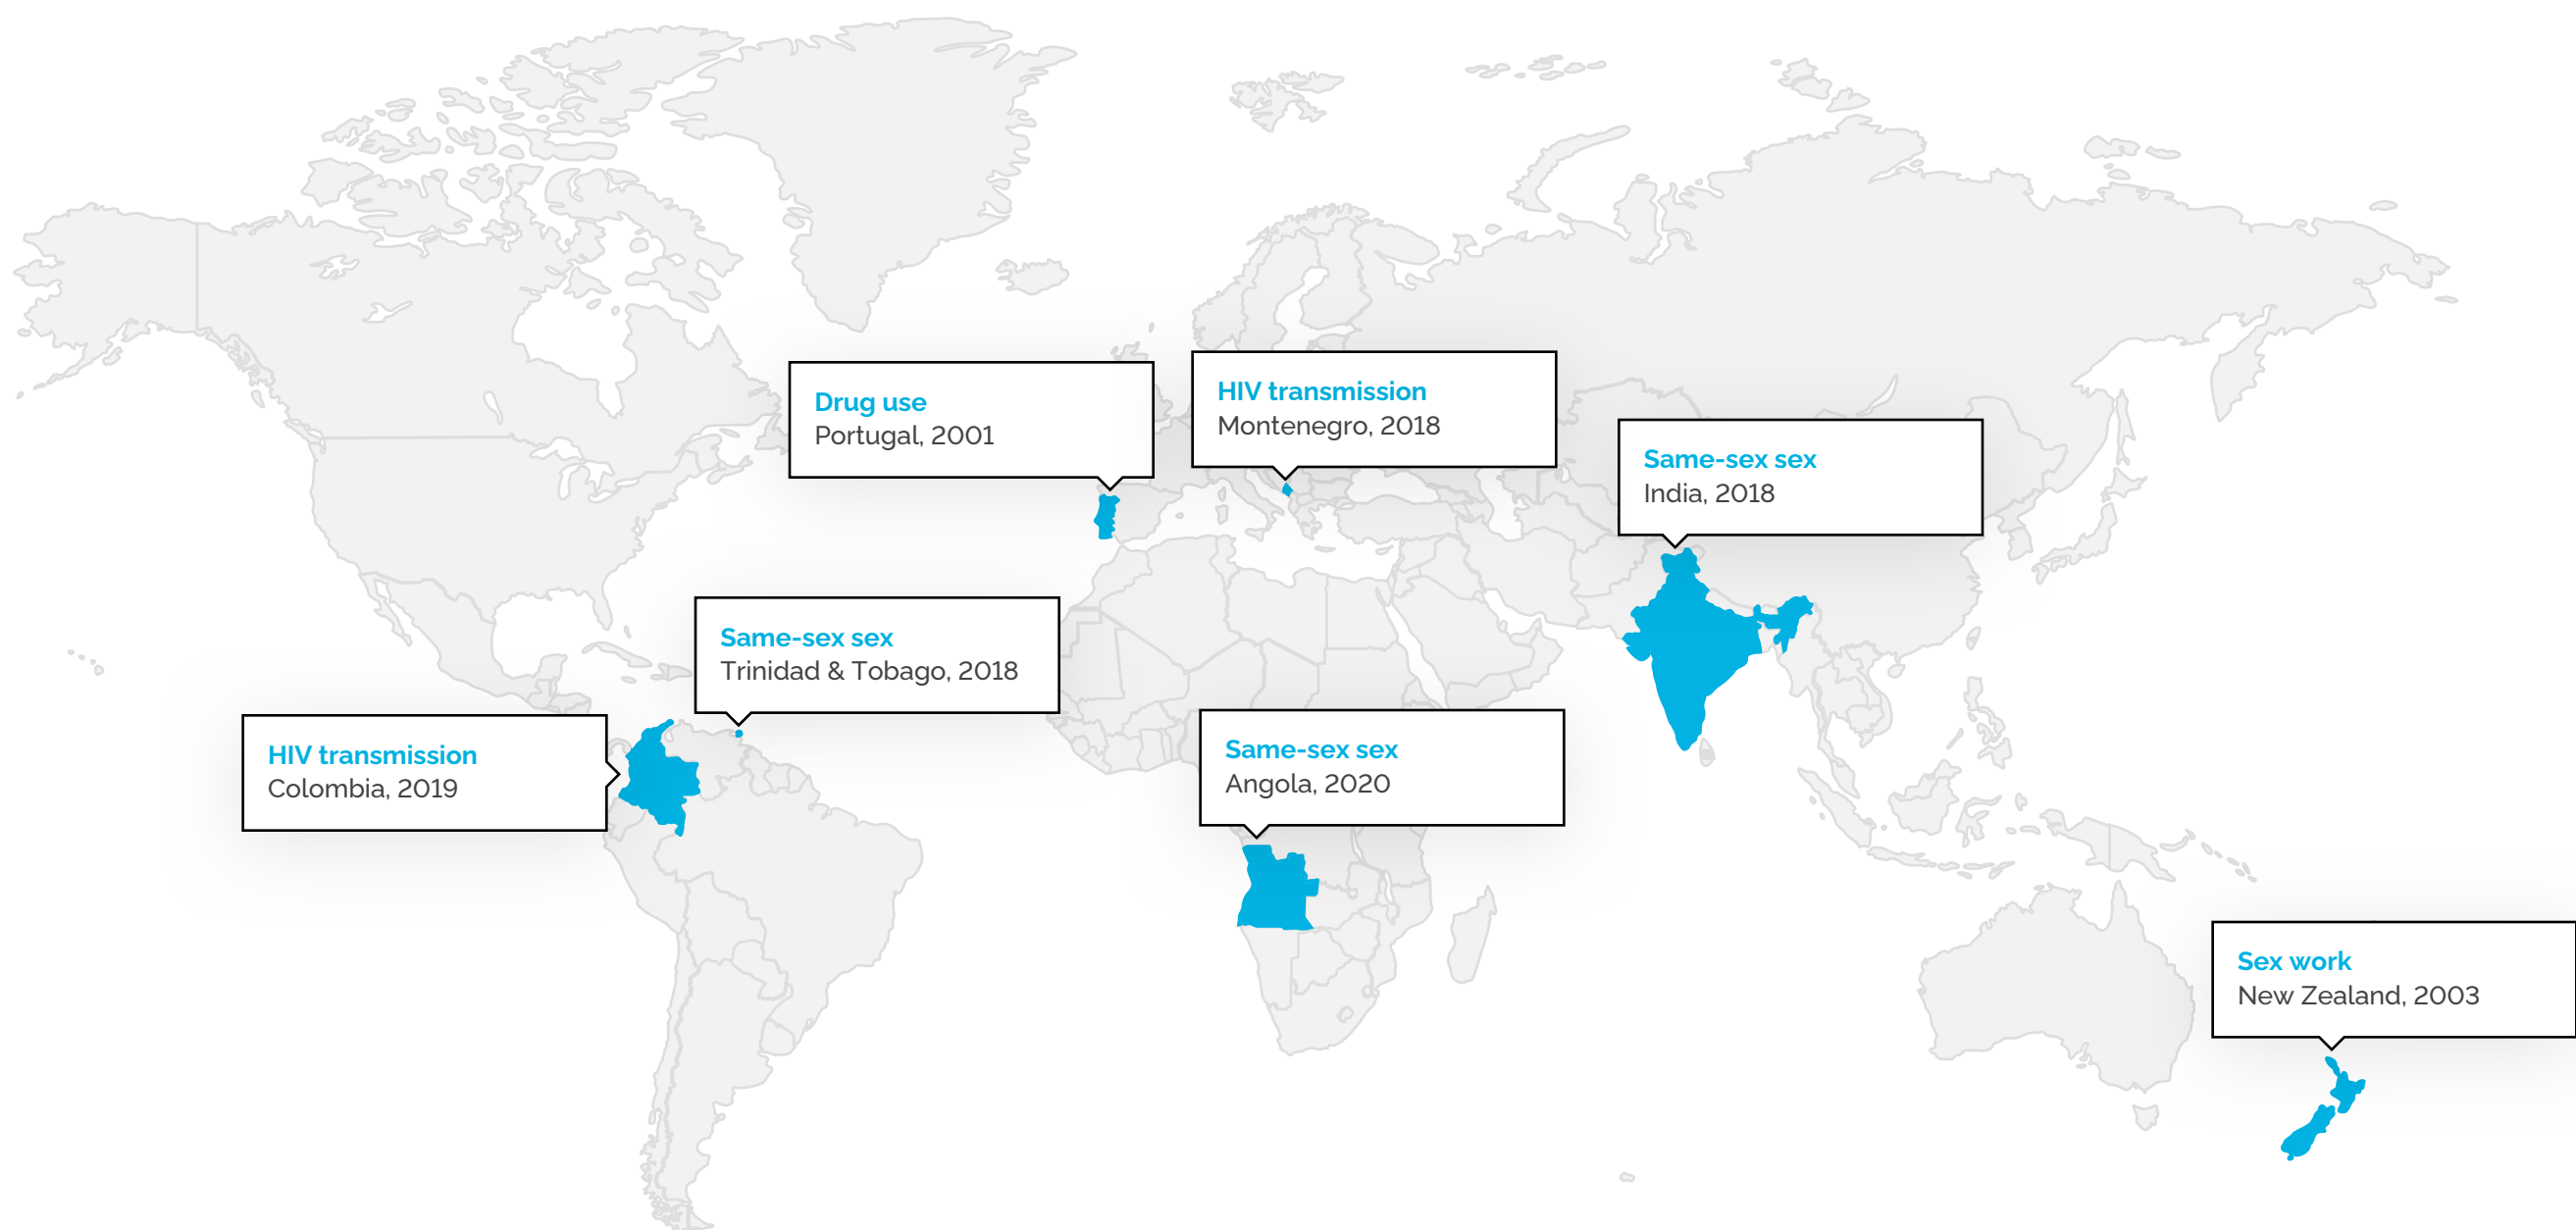 Drug use
Portugal, 2001
HIV transmission
Montenegro, 2018
Same-sex sex
India, 2018
Same-sex sex
Trinidad & Tobago, 2018
HIV transmission
Colombia, 2019
Same-sex sex
Angola, 2020
Sex work
New Zealand, 2003